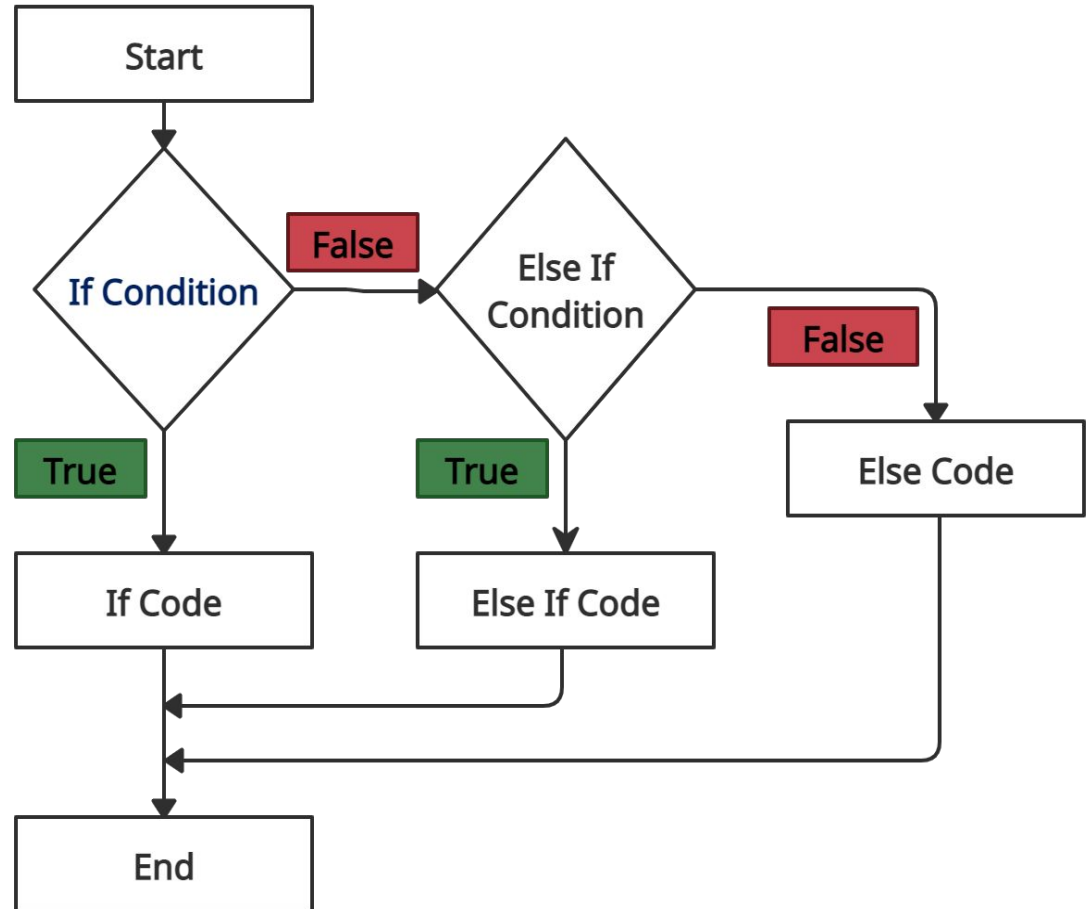 Start
If Condition
False
Else If
Condition
False
True
True
Else Code
If Code
Else If Code
End